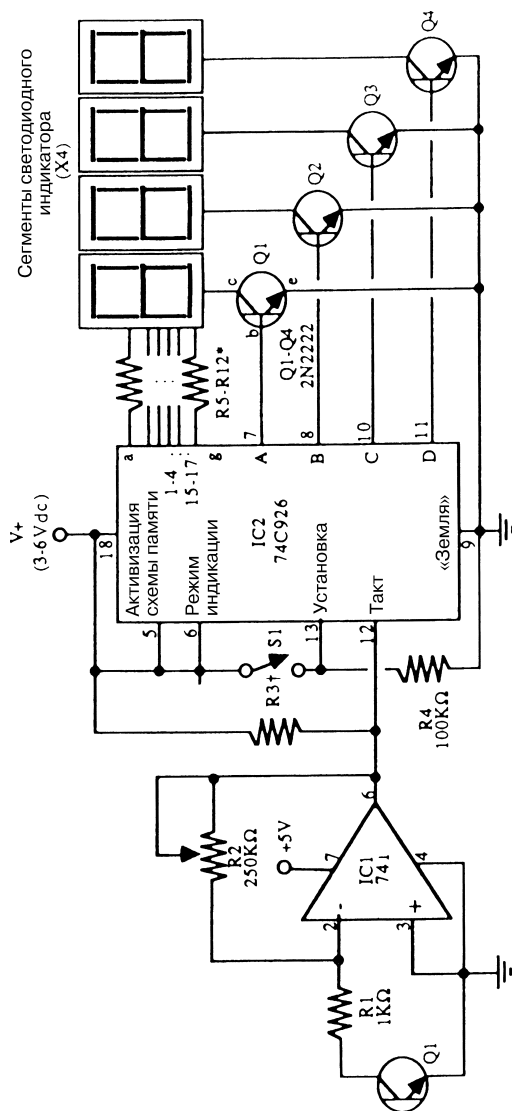 Сегменты светодиодного
индикатора
(X4)
V+
(3-6 Vdc)
18
a
1-4
15-17
g
R5-R12*
Активизация
схемы памяти
Режим
индикации
Установка
Такт
IC2
74C926
«Земля»
5
6
13
12
9
A
B
C
D
7
8
10
11
b
c
e
Q1
Q2
Q3
Q4
Q1-Q4
2N2222
S1
R3†
R4
100KΩ
R2
250KΩ
+5V
R1
1KΩ
IC1
741
2
3
4
6
7
-
+
Q1